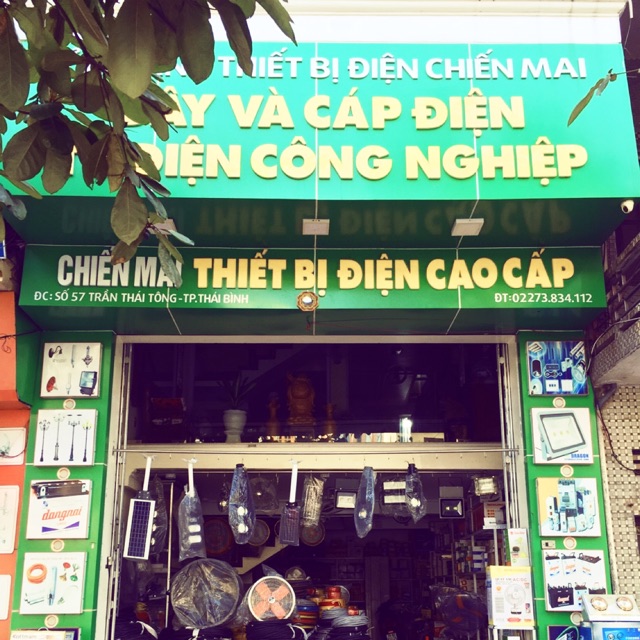 THIẾT BỊ ĐIỆN CHIẾN MAI
VÀ CÁP ĐIỆN
ĐIỆN CÔNG NGHIỆP
CHIẾN MAI THIẾT BỊ ĐIỆN CAO CẤP
ĐC: SỐ 57 TRẦN THÁI TÔNG -TP.THÁI BÌNH
ĐT:02273.834.112
DRAGON
dangnai